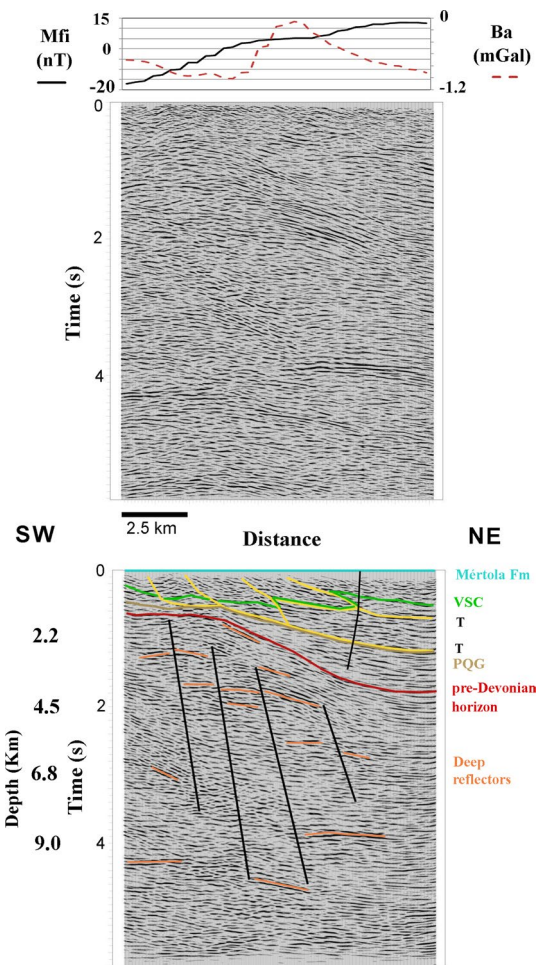 Mfi
(nT)
15
0
-20
0
-1.2
Ba
(mGal)
0
2
4
Time (s)
2.5 km
SW
Distance
NE
0
2
4
2.2
4.5
6.8
9.0
Depth (Km)
Time (s)
Mértola Fm
VSC
T
T
PQG
pre-Devonian
horizon
Deep
reflectors